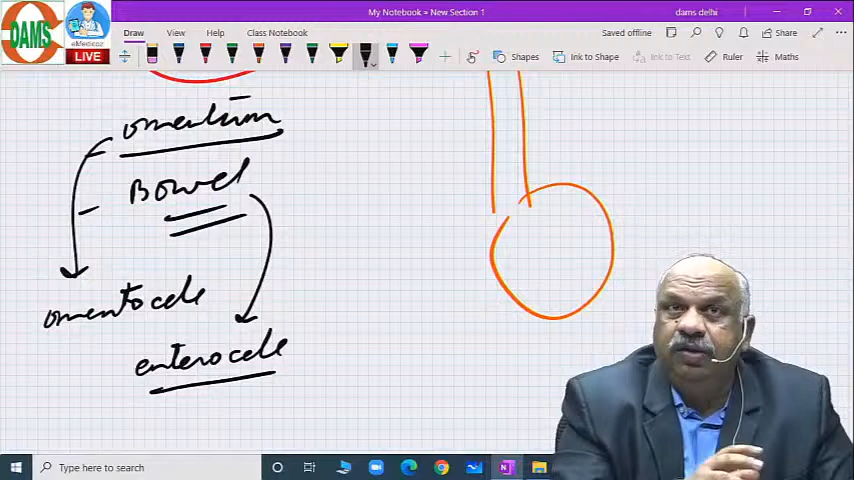 My Notebook » New Section 1
dams delhi
DAMS
eMedicoz
LIVE
Draw
View
Help
Class Notebook
Saved offline
Share
Shapes
Ink to Shape
Ink to Text
Ruler
Maths
omentum
Bowel
omentocele
enterocele
Type here to search